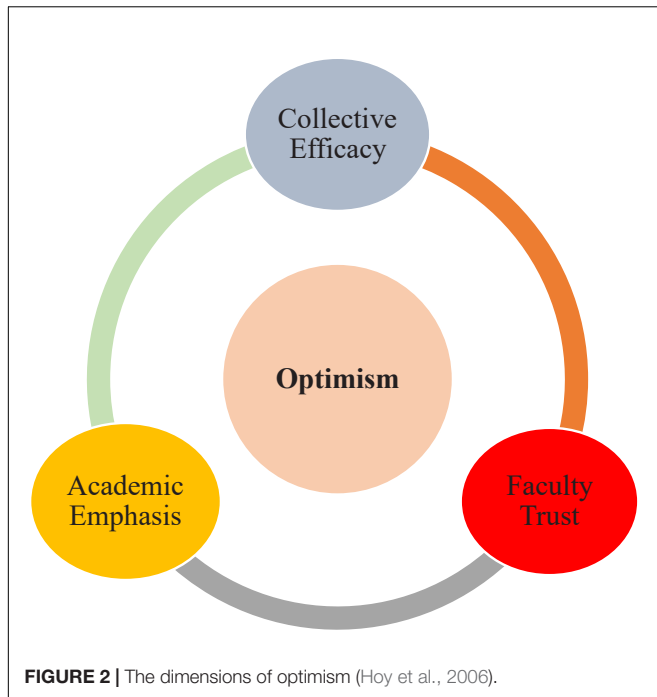 Collective
Efficacy
Optimism
Academic
Emphasis
Faculty
Trust
FIGURE 2 | The dimensions of optimism (Hoy et al., 2006).